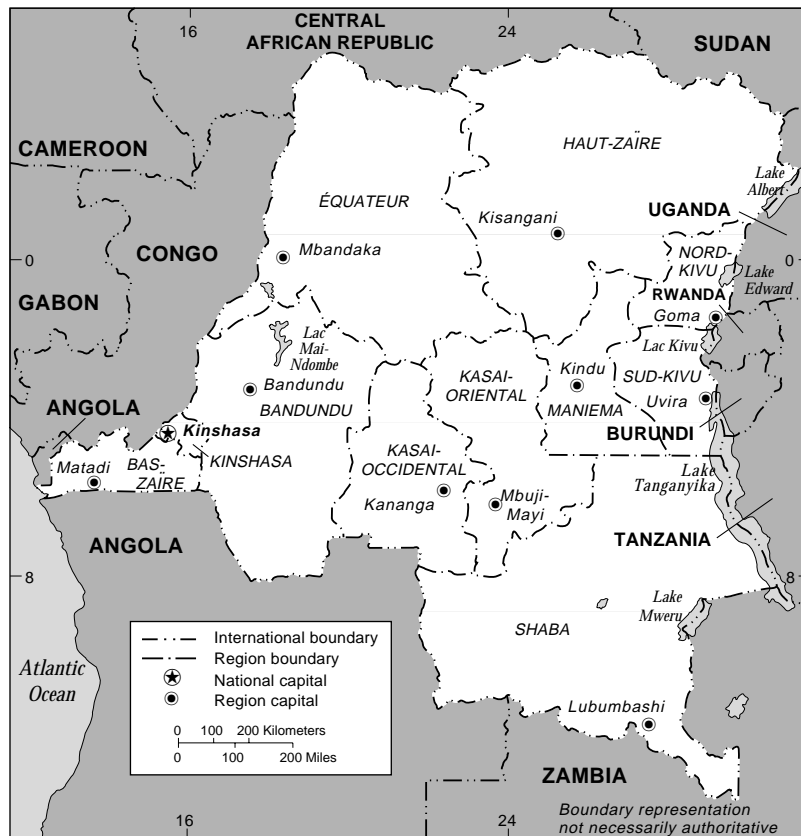 16
24
CENTRAL
AFRICAN REPUBLIC
SUDAN
CAMEROON
HAUT-ZAÏRE
Lake
Albert
ÉQUATEUR
Kisangani
UGANDA
CONGO
Mbandaka
NORD-
KIVU
0
0
Lake
Edward
GABON
RWANDA
Goma
Lac
Mai-
Ndombe
Lac Kivu
Kindu
KASAI-
ORIENTAL
SUD-KIVU
Bandundu
Uvira
ANGOLA
BANDUNDU
MANIEMA
Kinshasa
BURUNDI
KASAI-
OCCIDENTAL
KINSHASA
Matadi
BAS-
ZAÏRE
Lake
Tanganyika
Kananga
Mbuji-
Mayi
ANGOLA
TANZANIA
8
8
Lake
Mweru
SHABA
International boundary
Region boundary
National capital
Region capital
0 100 200 Kilometers
0 100 200 Miles
Atlantic
Ocean
Lubumbashi
ZAMBIA
Boundary representation
not necessarily authoritative
16
24